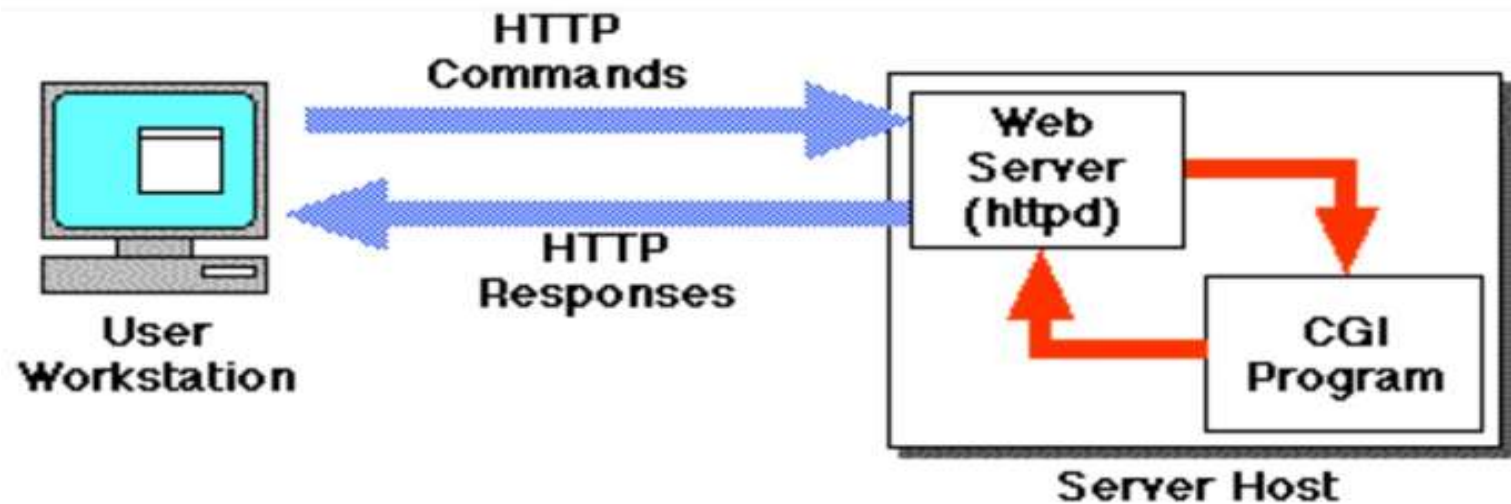 HTTP
Commands
Web
Server
(httpd)
HTTP
Responses
User
Workstation
CGI
Program
Server Host